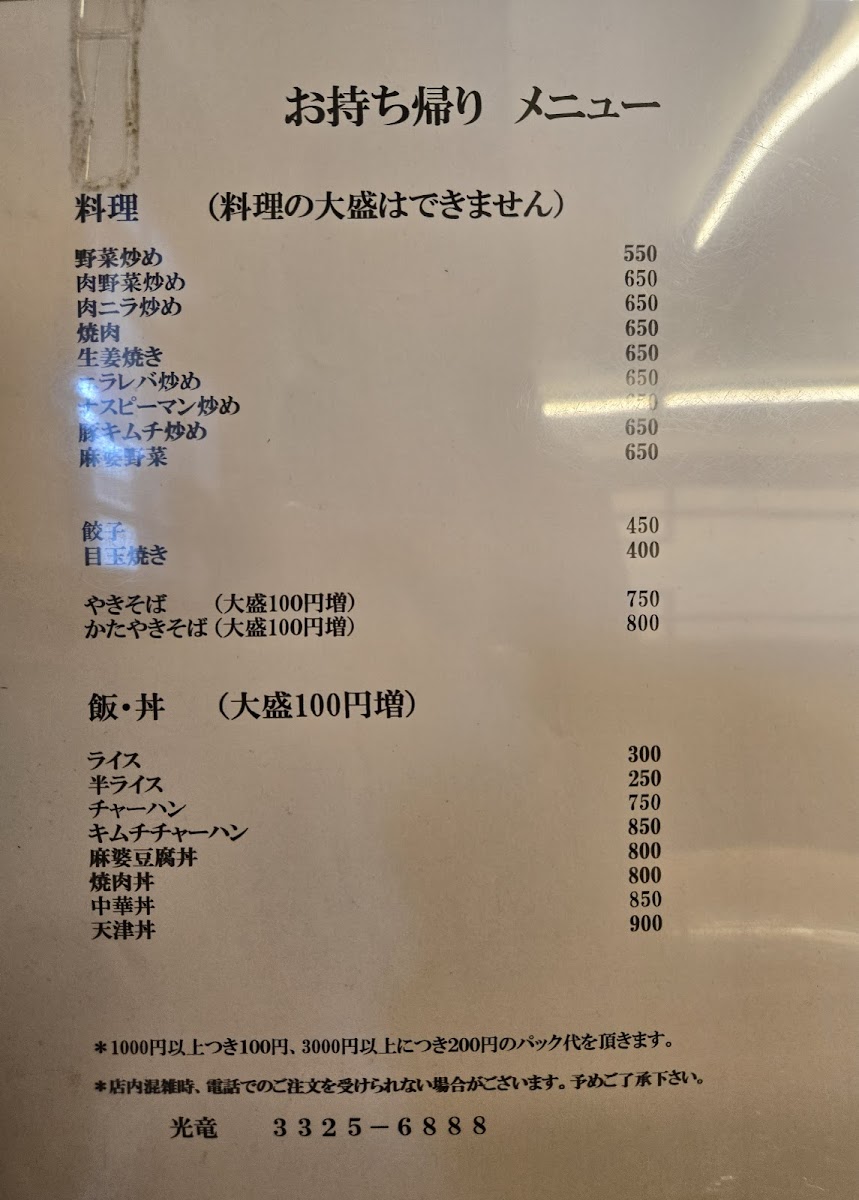 お持ち帰り メニュー
料理 （料理の大盛はできません）
野菜炒め 550
肉野菜炒め 650
肉ニラ炒め 650
焼肉 650
生姜焼き 650
ニラレバ炒め 650
ナスピーマン炒め 650
豚キムチ炒め 650
麻婆野菜 650
餃子 450
目玉焼き 400
やきそば （大盛100円増） 750
かたやきそば （大盛100円増） 800
飯・丼 （大盛100円増）
ライス 300
半ライス 250
チャーハン 750
キムチチャーハン 850
麻婆豆腐丼 800
焼肉丼 800
中華丼 850
天津丼 900
＊1000円以上つき100円、3000円以上につき200円のパック代を頂きます。
＊店内混雑時、電話でのご注文を受けられない場合がございます。予めご了承下さい。
光竜 ３３２５－６８８８